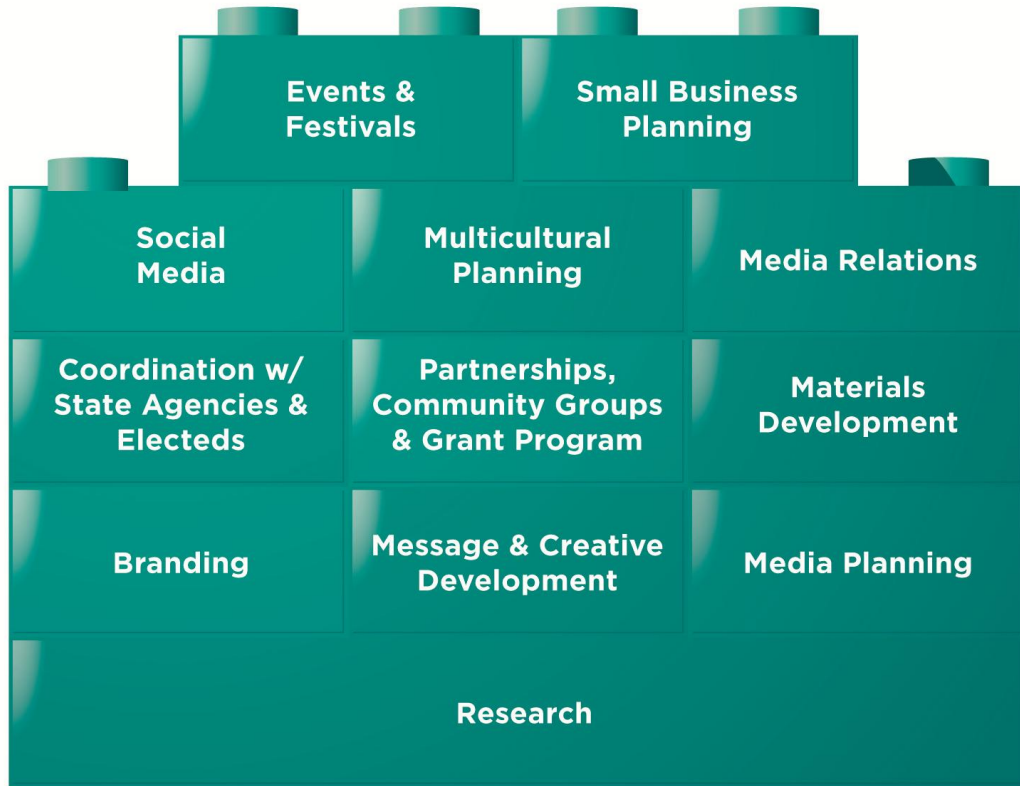 Events &
Festivals
Small Business
Planning
Social
Media
Multicultural
Planning
Media Relations
Coordination w/
State Agencies &
Electeds
Partnerships,
Community Groups
& Grant Program
Materials
Development
Branding
Message & Creative
Development
Media Planning
Research